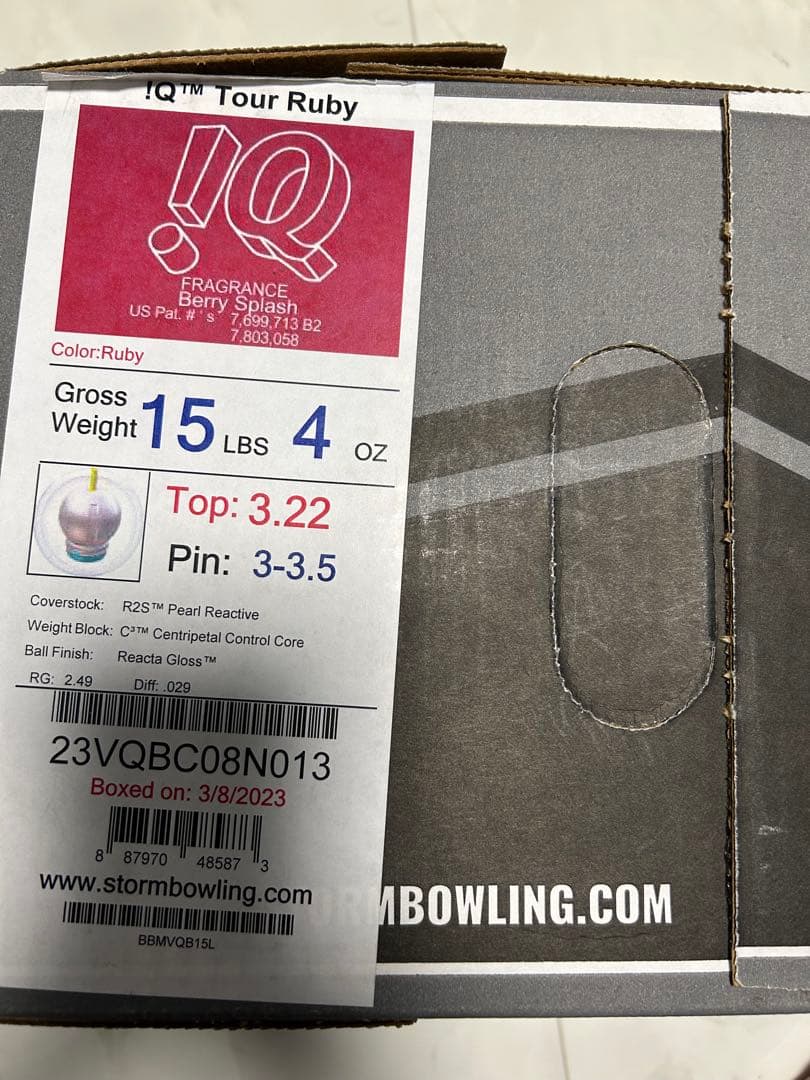 !Q™ Tour Ruby
!Q
FRAGRANCE
Berry Splash
US Pat. # ' s 7,699,713 B2
7,803,058
Color:Ruby
Gross
Weight 15 LBS 4 OZ
Top: 3.22
Pin: 3-3.5
Coverstock: R2S™ Pearl Reactive
Weight Block: C³™ Centripetal Control Core
Ball Finish: Reacta Gloss™
RG: 2.49 Diff: .029
23VQBC08N013
Boxed on: 3/8/2023
8 87970 48587 3
www.stormbowling.com
BBMVQB15L
RMBOWLING.COM